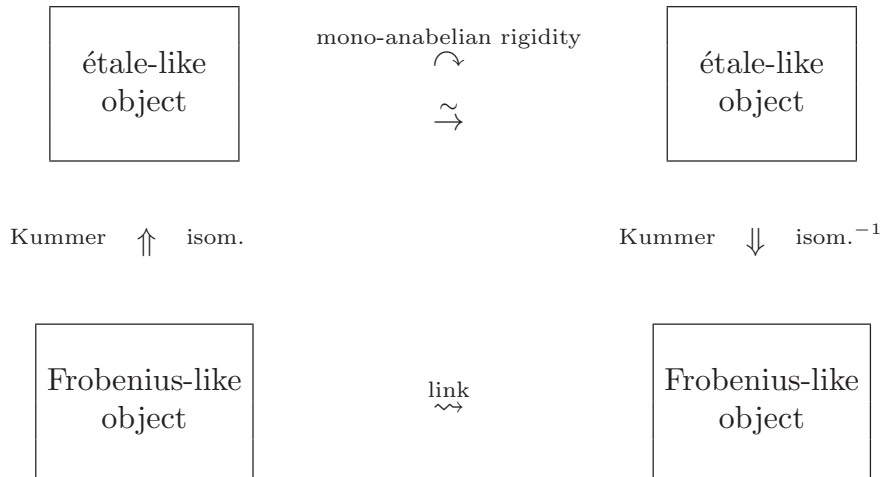 étale-like
object
mono-anabelian rigidity
↷
∼
→
étale-like
object
Kummer ⇑ isom.
Kummer ⇓ isom.⁻¹
Frobenius-like
object
link
⇝
Frobenius-like
object